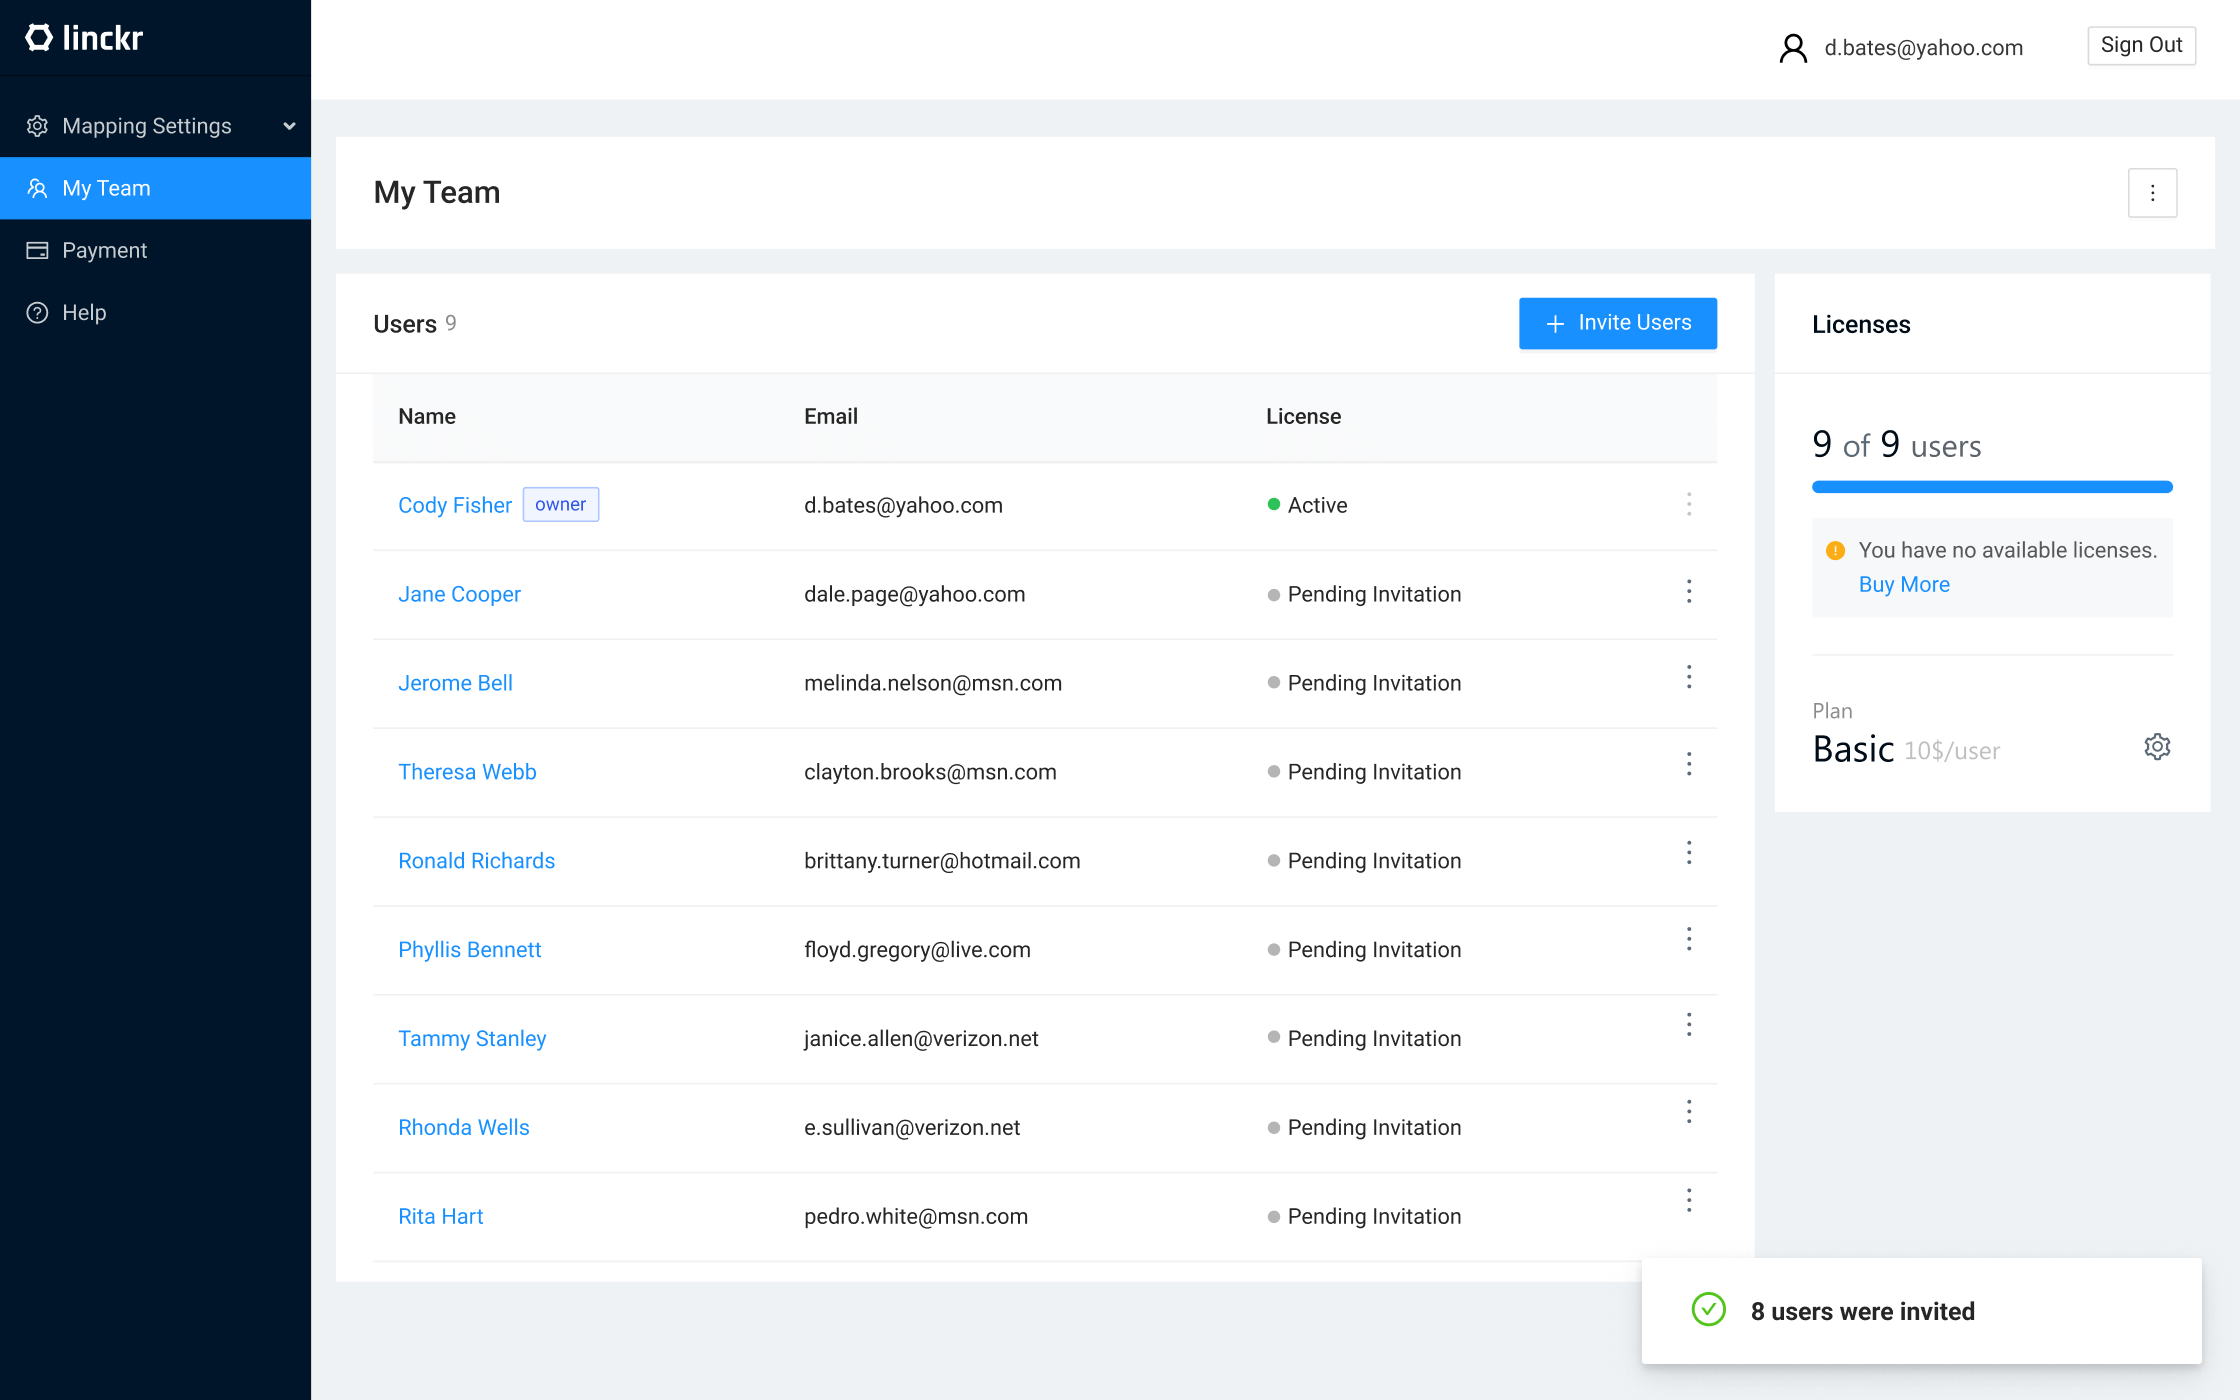 linckr
d.bates@yahoo.com
Sign Out
Mapping Settings
My Team
Payment
Help
My Team
Users 9
Invite Users
Name Email License
Cody Fisher owner d.bates@yahoo.com Active
Jane Cooper dale.page@yahoo.com Pending Invitation
Jerome Bell melinda.nelson@msn.com Pending Invitation
Theresa Webb clayton.brooks@msn.com Pending Invitation
Ronald Richards brittany.turner@hotmail.com Pending Invitation
Phyllis Bennett floyd.gregory@live.com Pending Invitation
Tammy Stanley janice.allen@verizon.net Pending Invitation
Rhonda Wells e.sullivan@verizon.net Pending Invitation
Rita Hart pedro.white@msn.com Pending Invitation
Licenses
9 of 9 users
You have no available licenses.
Buy More
Plan
Basic 10$/user
8 users were invited